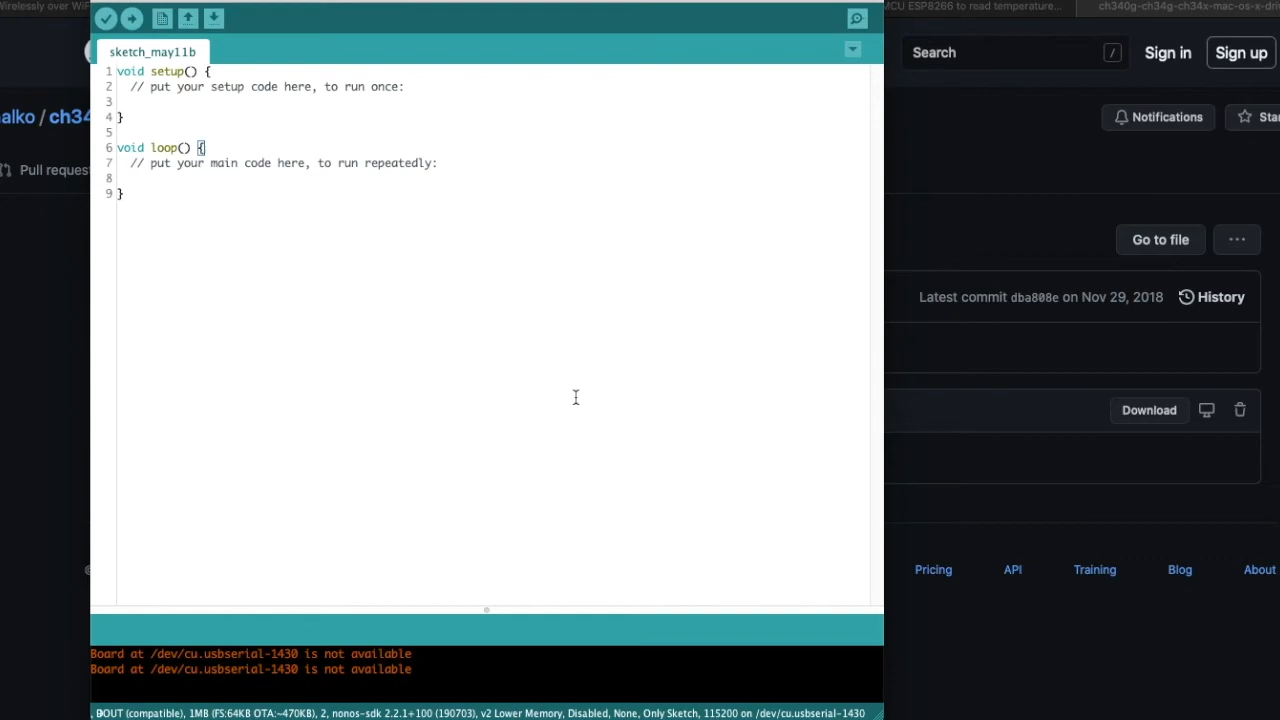 Wirelessly over WiF
MCU ESP8266 to read temperature...
ch340g-ch34g-ch34x-mac-os-x-dri
sketch_may11b
Search
/
Sign in
Sign up
1 void setup() {
2 // put your setup code here, to run once:
3
4 }
5
6 void loop() {
7 // put your main code here, to run repeatedly:
8
9 }
alko / ch34
Notifications
Sta
Pull reques
Go to file
Latest commit dba808e on Nov 29, 2018
History
Download
Pricing
API
Training
Blog
About
Board at /dev/cu.usbserial-1430 is not available
Board at /dev/cu.usbserial-1430 is not available
, DOUT (compatible), 1MB (FS:64KB OTA:~470KB), 2, nonos-sdk 2.2.1+100 (190703), v2 Lower Memory, Disabled, None, Only Sketch, 115200 on /dev/cu.usbserial-1430